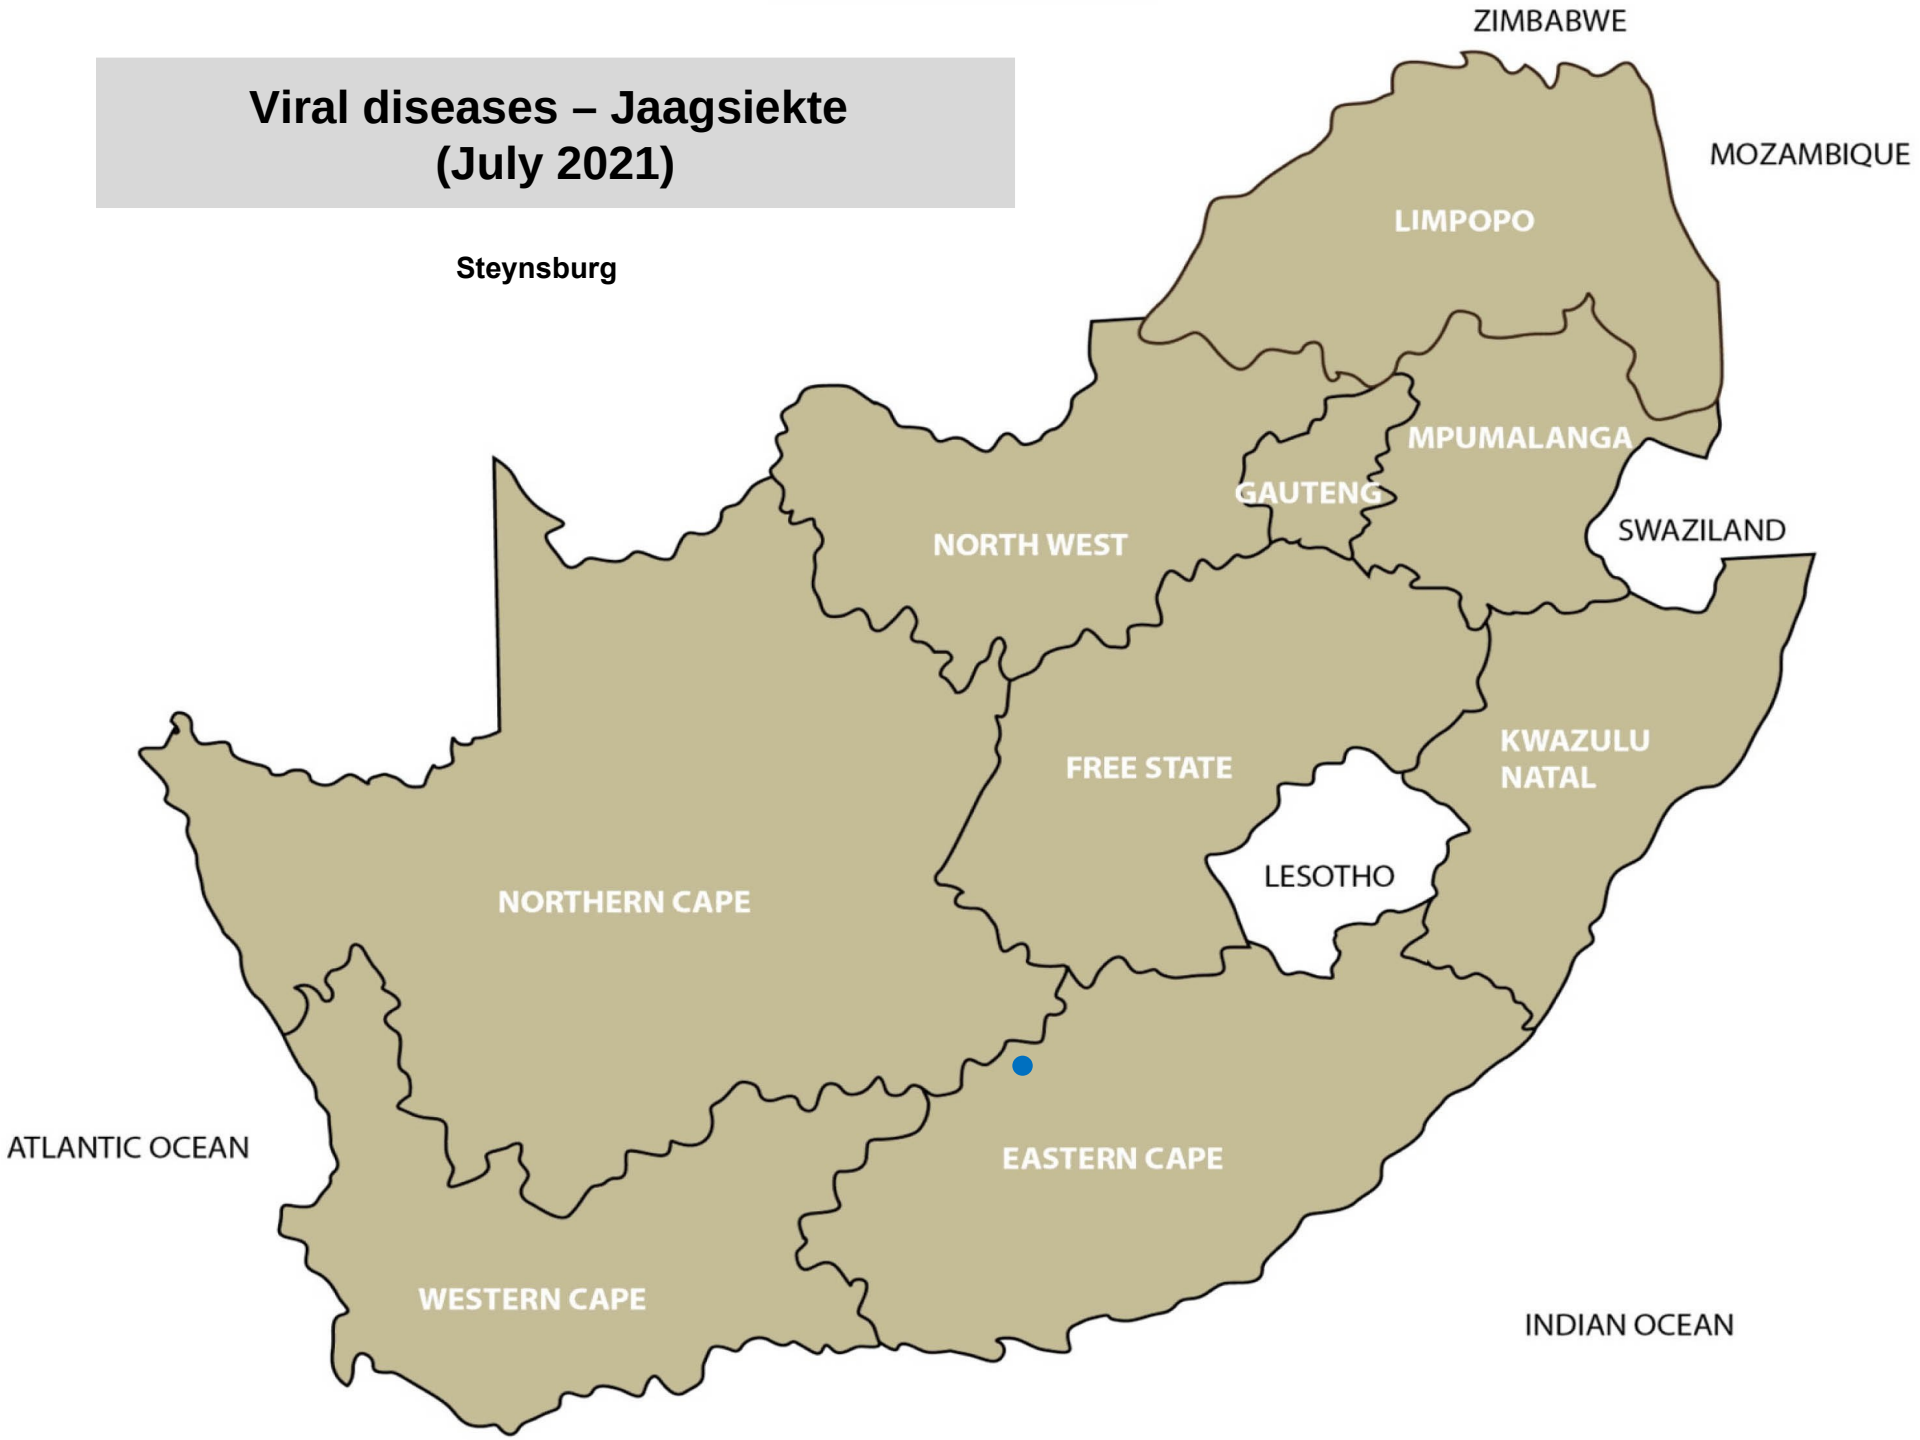 ZIMBABWE
Viral diseases – Jaagsiekte
(July 2021)
MOZAMBIQUE
LIMPOPO
Steynsburg
MPUMALANGA
GAUTENG
SWAZILAND
NORTH WEST
KWAZULU
NATAL
FREE STATE
LESOTHO
NORTHERN CAPE
ATLANTIC OCEAN
EASTERN CAPE
WESTERN CAPE
INDIAN OCEAN